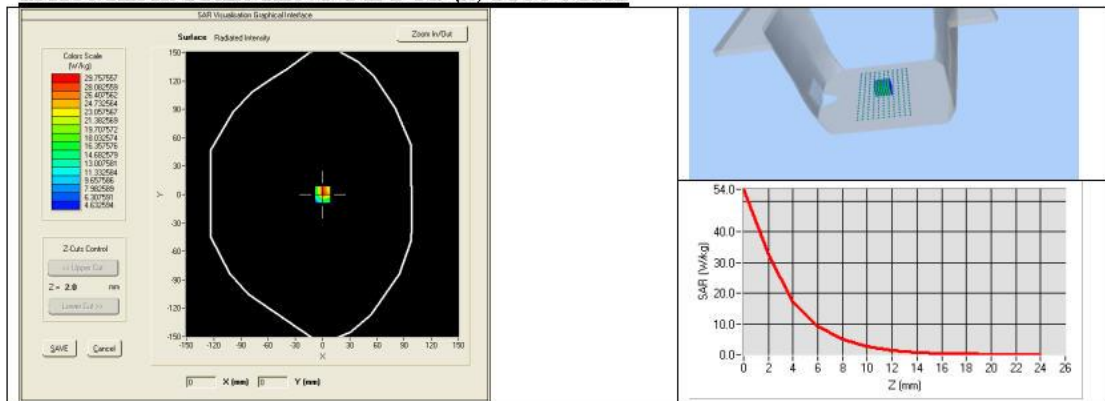 SAR Visualisation Graphical Interface
Surface Radiated Intensity
Zoom In/Out
Colors Scale
(W/kg)
29.757557
28.082559
26.407562
24.732564
23.057567
21.382569
19.707572
18.032574
16.357576
14.682579
13.007581
11.332584
9.657586
7.982589
6.307591
4.632594
150
120
90
60
30
0
-30
-60
-90
-120
-150
Y
-150 -120 -90 -60 -30 0 30 60 90 120 150
X
Z-Cuts Control
<< Upper Cut
Z = 2.0 mm
Lower Cut >>
SAVE Cancel
0 X (mm) 0 Y (mm)
54.0
40.0
30.0
20.0
10.0
0.0
SAR (W/kg)
0 2 4 6 8 10 12 14 16 18 20 22 24 26
Z (mm)